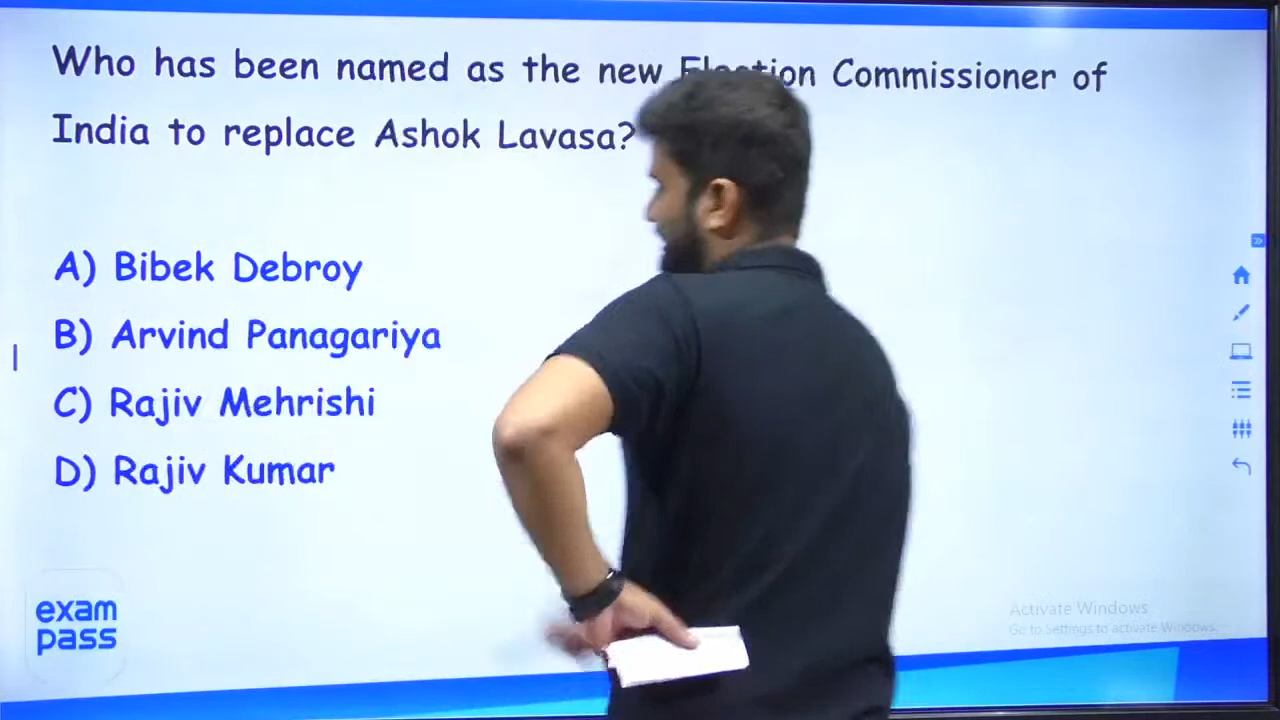 Who has been named as the new Election Commissioner of
India to replace Ashok Lavasa?
A) Bibek Debroy
B) Arvind Panagariya
C) Rajiv Mehrishi
D) Rajiv Kumar
exam
pass
Activate Windows
Go to Settings to activate Windows.